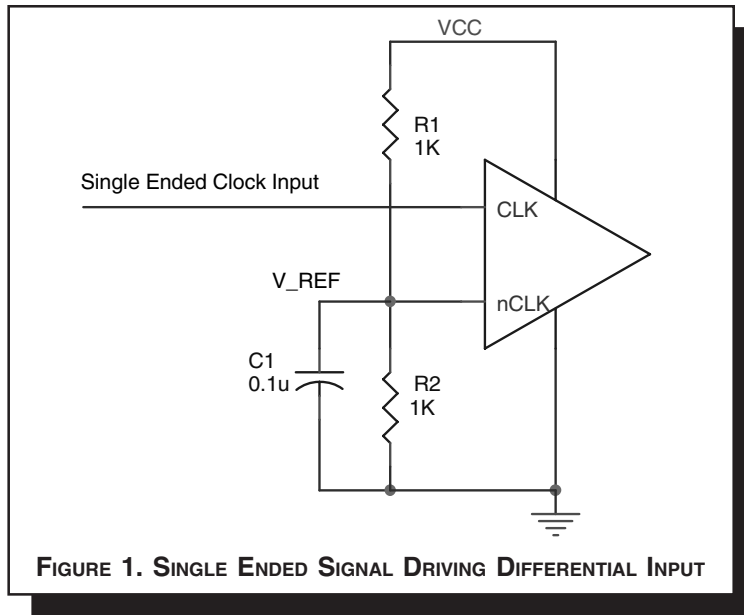 VCC
R1
1K
Single Ended Clock Input
CLK
V_REF
nCLK
C1
0.1u
R2
1K
FIGURE 1. SINGLE ENDED SIGNAL DRIVING DIFFERENTIAL INPUT